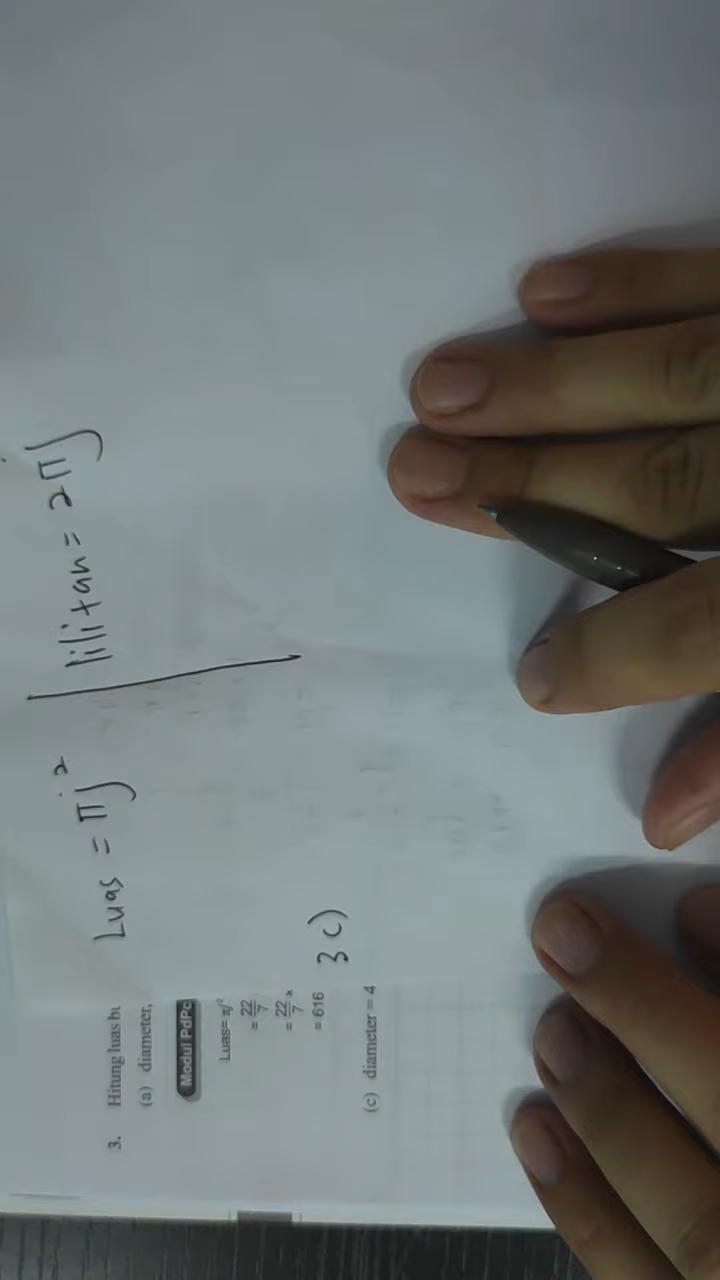 Luas = πj² | lilitan = 2πj
3. Hitung luas
(a) diameter,
Modul PdPc
Luas = πj²
= 22/7
= 22/7 ×
= 616
3 c)
(c) diameter = 4